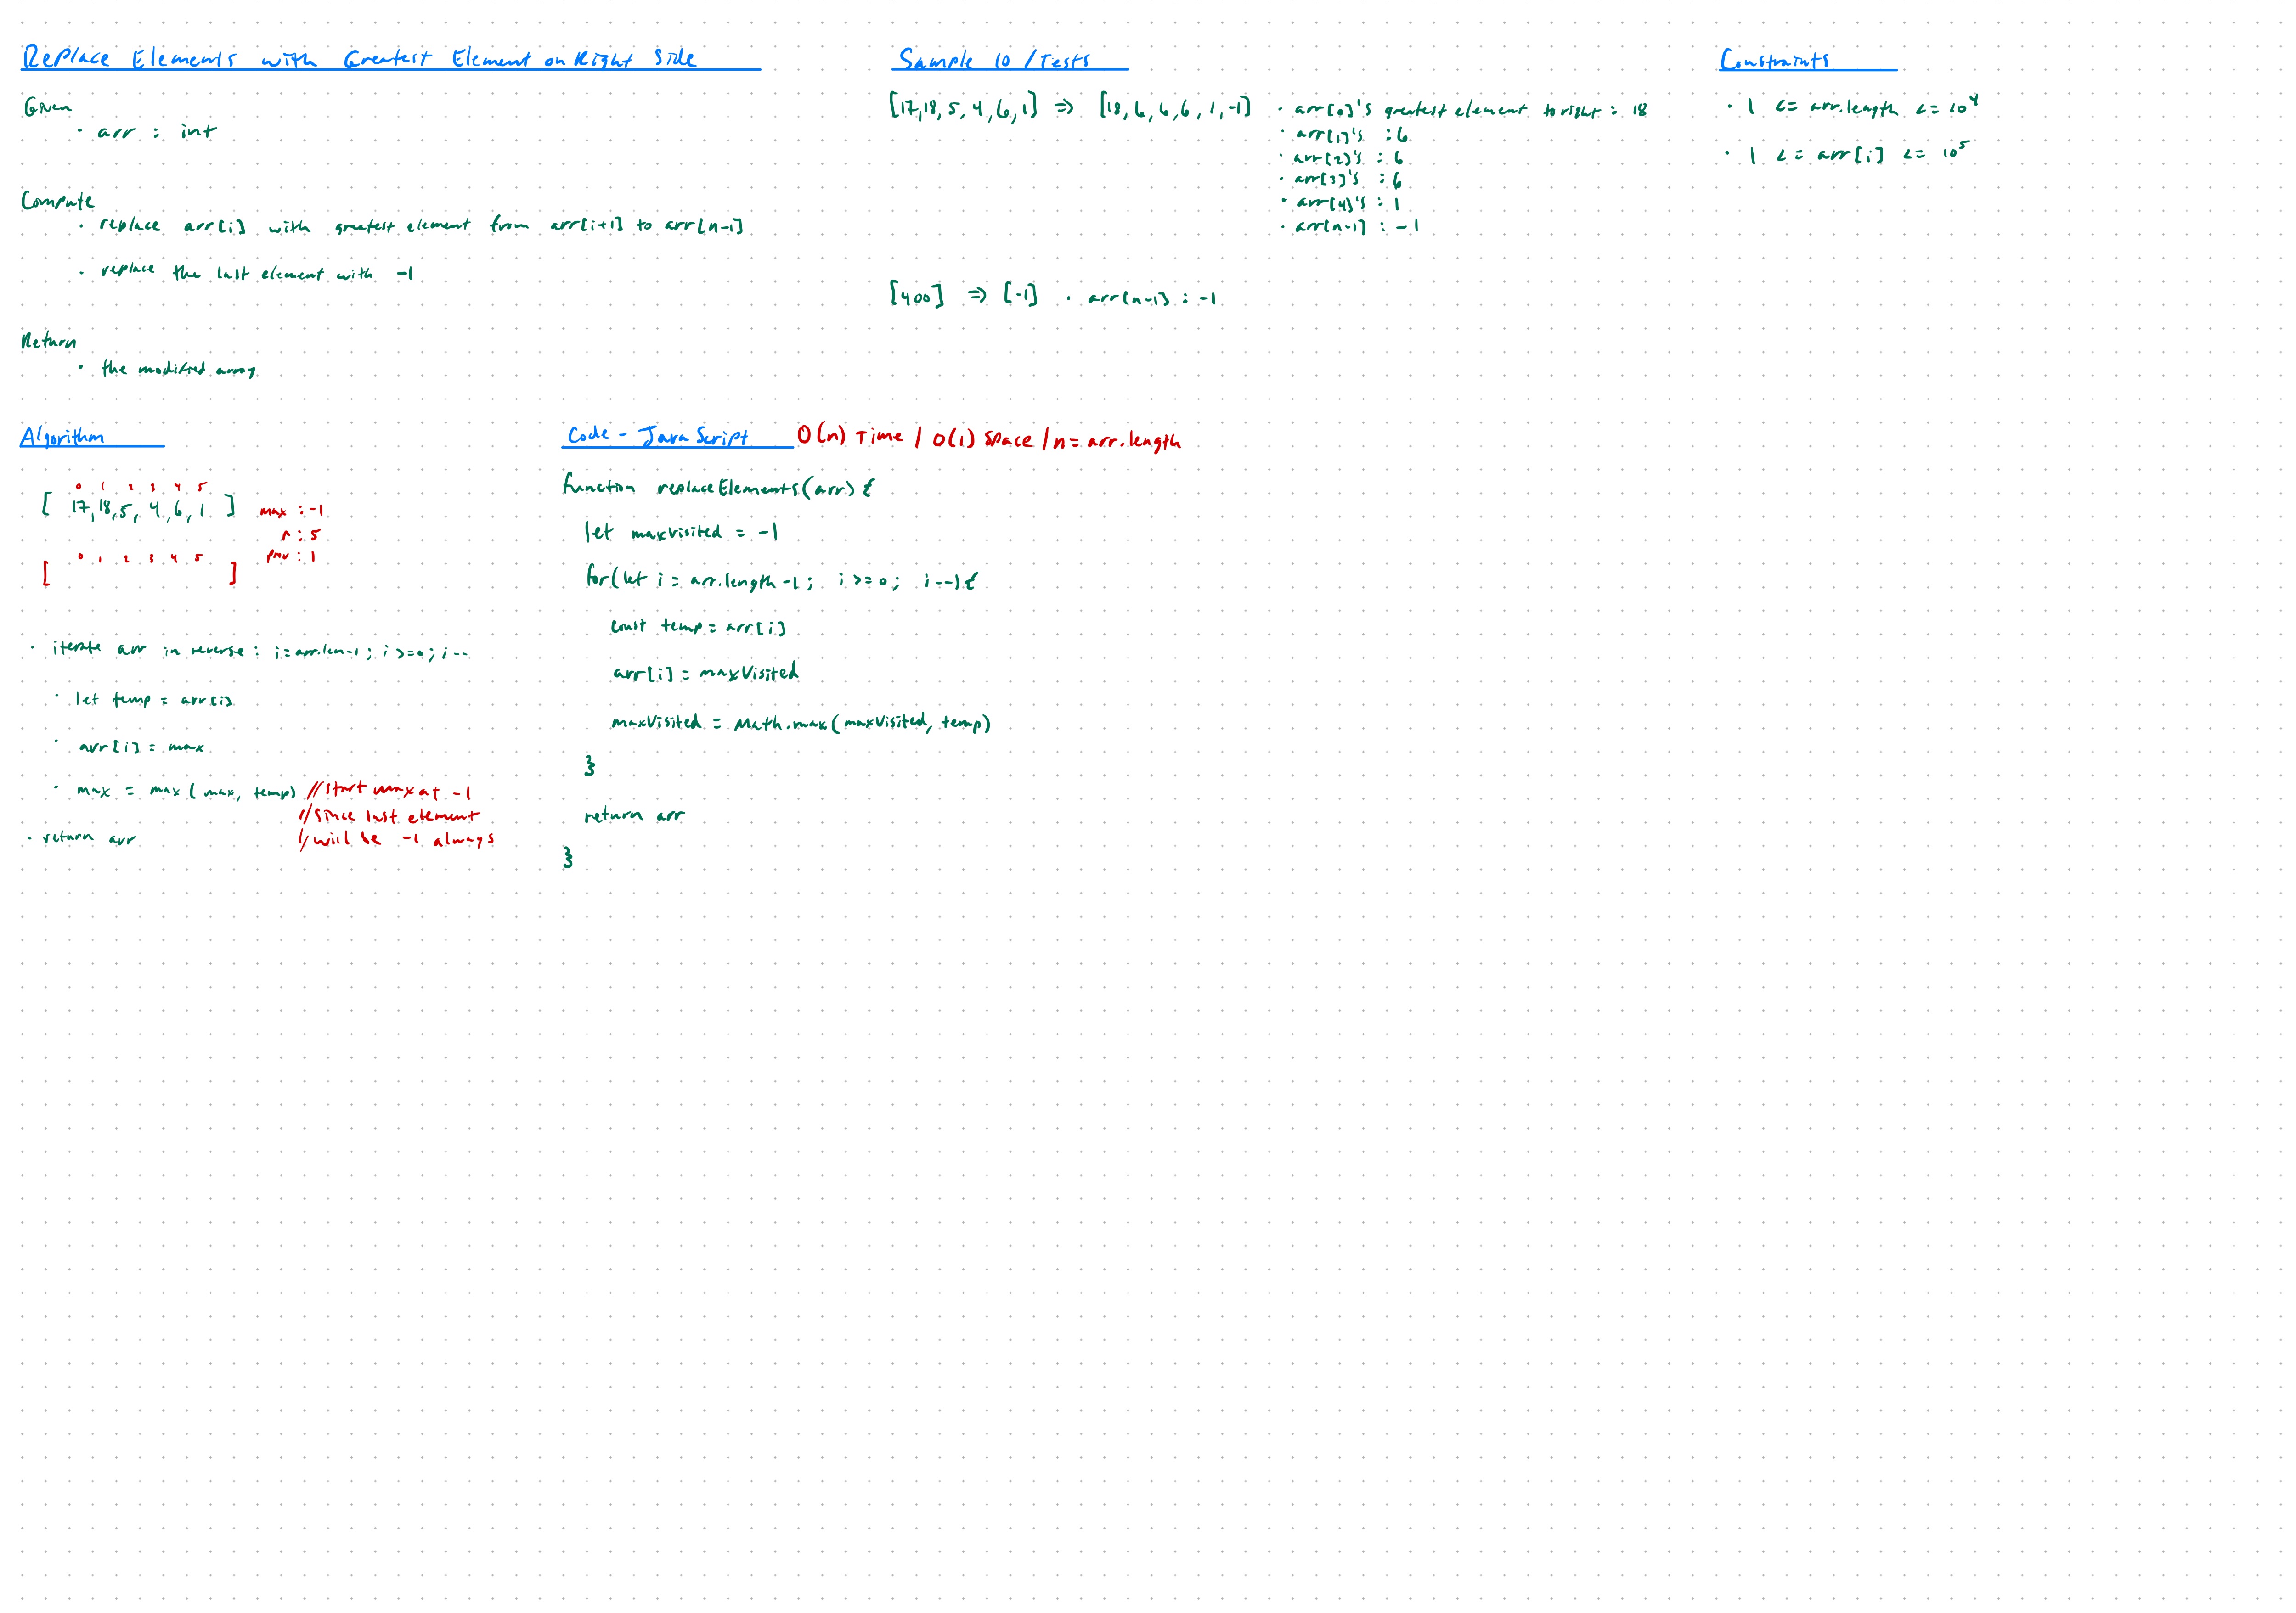 Replace Elements with Greatest Element on Right Side
Given
· arr : int
Compute
· replace arr[i] with greatest element from arr[i+1] to arr[n-1]
· replace the last element with -1
Return
· the modified array
Sample IO / Tests
[17,18,5,4,6,1] => [18,6,6,6,1,-1]
· arr[0]'s greatest element to right : 18
· arr[1]'s : 6
· arr[2]'s : 6
· arr[3]'s : 6
· arr[4]'s : 1
· arr[n-1] : -1
[400] => [-1] · arr[n-1] : -1
Constraints
· 1 <= arr.length <= 10⁴
· 1 <= arr[i] <= 10⁵
Algorithm
0 1 2 3 4 5
[ 17,18,5,4,6,1 ] max : -1
r : 5
0 1 2 3 4 5 prev : 1
[ ]
· iterate arr in reverse : i=arr.len-1; i>=0; i--
· let temp = arr[i]
· arr[i] = max
· max = max(max, temp) //start max at -1
//since last element
//will be -1 always
· return arr
Code - JavaScript O(n) Time / O(1) Space / n = arr.length
function replaceElements(arr){
let maxVisited = -1
for(let i = arr.length-1; i>=0; i--){
const temp = arr[i]
arr[i] = maxVisited
maxVisited = Math.max(maxVisited, temp)
}
return arr
}